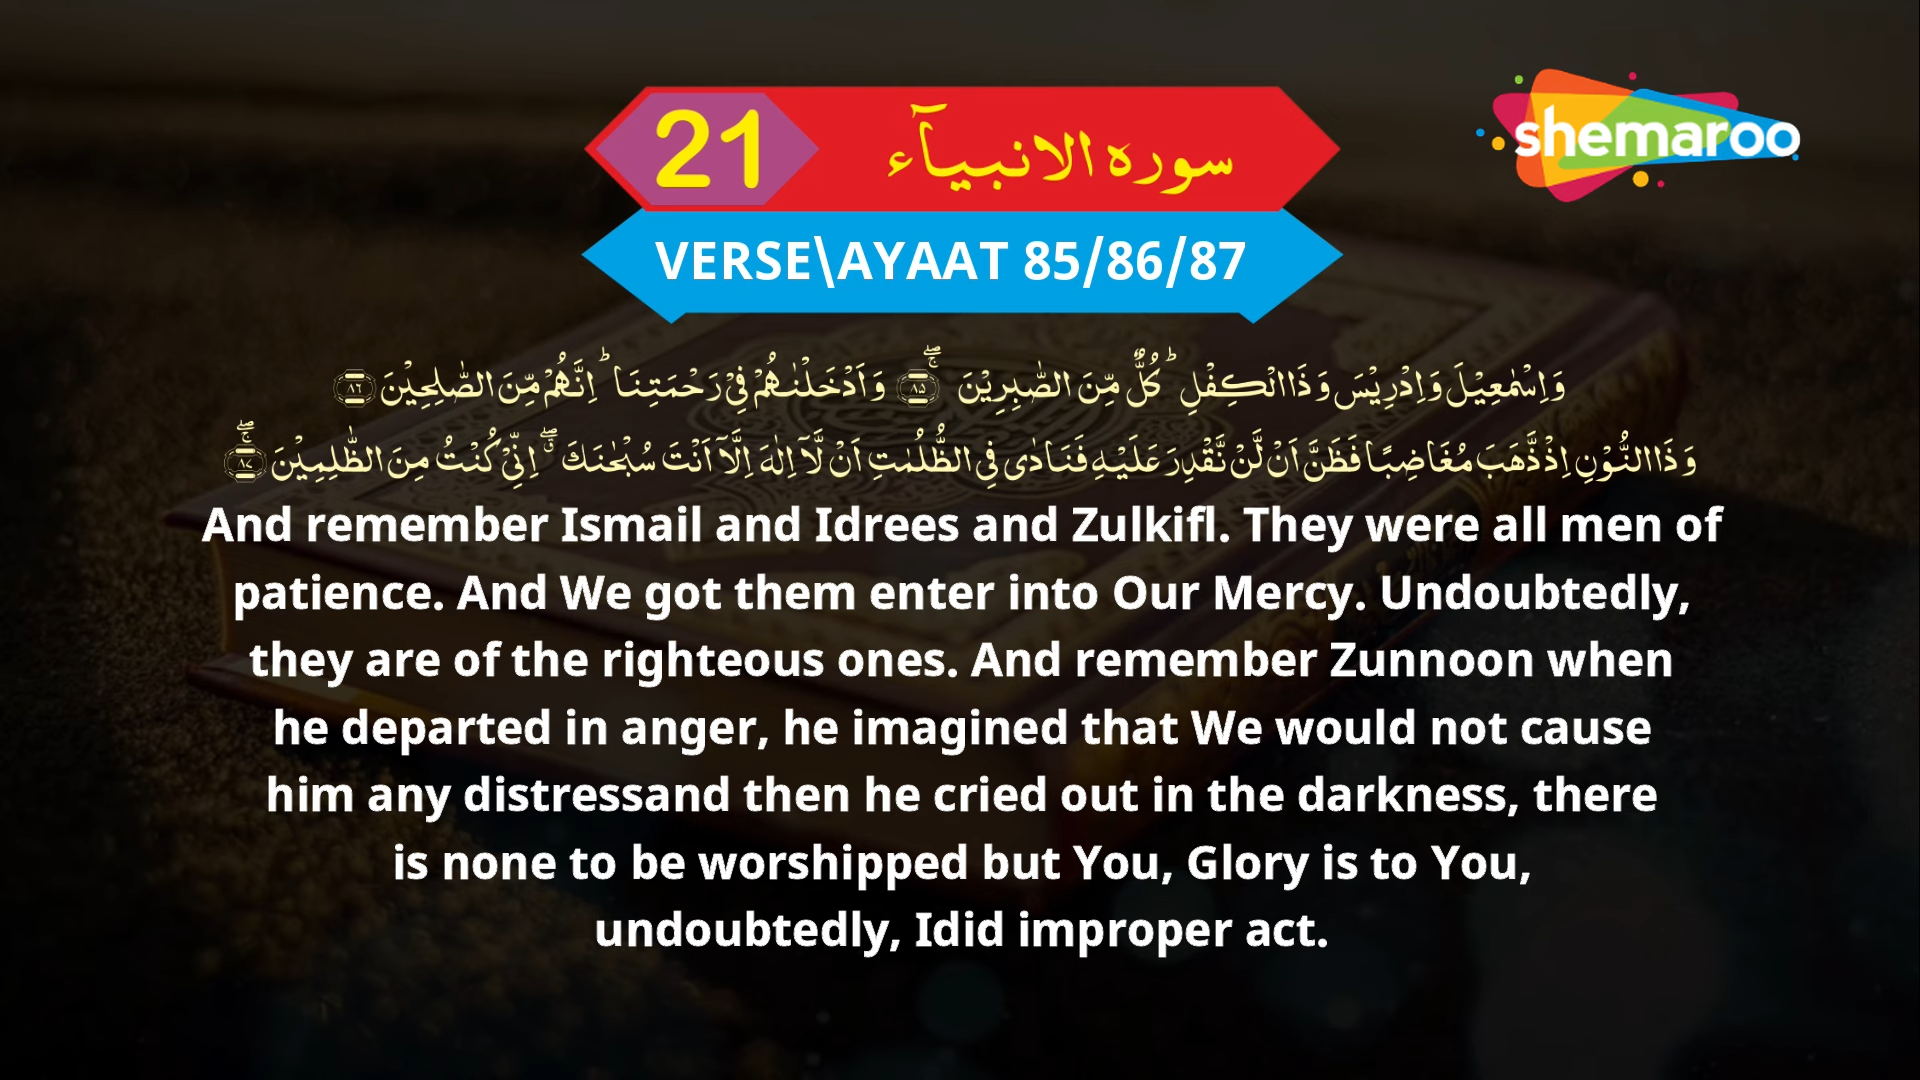 21 سوره الانبیآء
shemaroo
VERSE\AYAAT 85/86/87
وَاِسْمٰعِیْلَ وَاِدْرِیْسَ وَذَا الْکِفْلِ ؕ کُلٌّ مِّنَ الصّٰبِرِیْنَ ﴿۸۵﴾ۚۖ وَاَدْخَلْنٰهُمْ فِیْ رَحْمَتِنَا ؕ اِنَّهُمْ مِّنَ الصّٰلِحِیْنَ ﴿۸۶﴾
وَذَا النُّوْنِ اِذْ ذَّهَبَ مُغَاضِبًا فَظَنَّ اَنْ لَّنْ نَّقْدِرَ عَلَیْهِ فَنَادٰی فِی الظُّلُمٰتِ اَنْ لَّاۤ اِلٰهَ اِلَّاۤ اَنْتَ سُبْحٰنَكَ ۖۗ اِنِّیْ کُنْتُ مِنَ الظّٰلِمِیْنَ ﴿۸۷﴾ۚۖ
And remember Ismail and Idrees and Zulkifl. They were all men of
patience. And We got them enter into Our Mercy. Undoubtedly,
they are of the righteous ones. And remember Zunnoon when
he departed in anger, he imagined that We would not cause
him any distressand then he cried out in the darkness, there
is none to be worshipped but You, Glory is to You,
undoubtedly, Idid improper act.